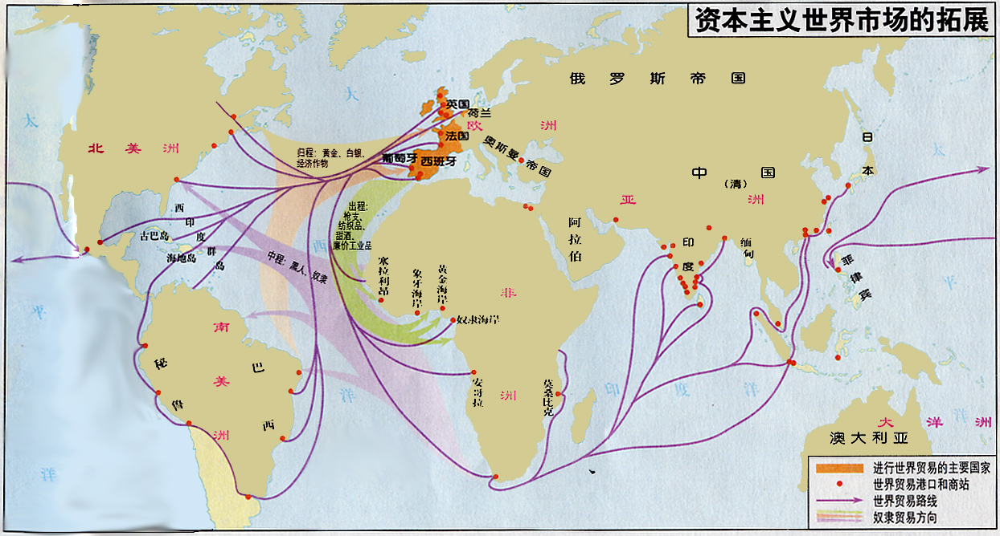 资本主义世界市场的拓展
俄罗斯帝国
太
大
英国
荷兰
欧洲
法国
北美洲
归程：黄金、白银、
经济作物
葡萄牙
西班牙
奥斯曼帝国
日本
太
中国
（清）
亚洲
出程：
枪支、
纺织品、
甜酒、
廉价工业品
西印度群岛
古巴岛
海地岛
阿拉伯
印度
缅甸
菲律宾
西
中程：黑人、奴隶
塞拉利昂
象牙海岸
黄金海岸
奴隶海岸
平
平
非洲
南美洲
秘鲁
巴西
洋
安哥拉
莫桑比克
印度洋
大洋洲
洋
澳大利亚
洋
进行世界贸易的主要国家
世界贸易港口和商站
世界贸易路线
奴隶贸易方向